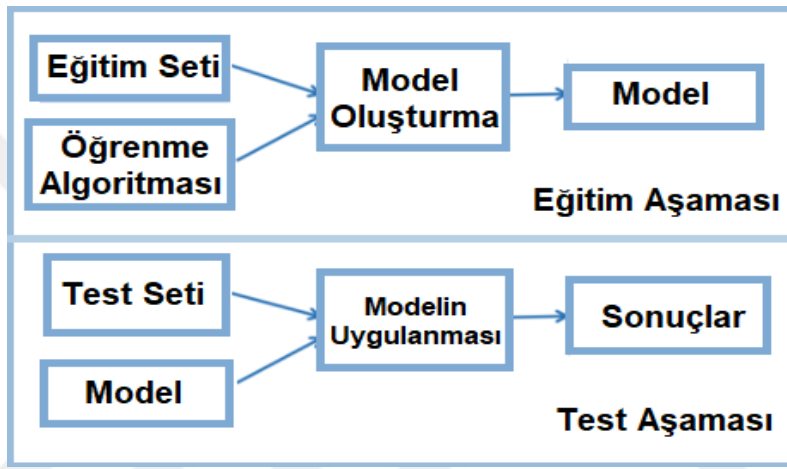 Eğitim Seti
Öğrenme
Algoritması
Model
Oluşturma
Model
Eğitim Aşaması
Test Seti
Model
Modelin
Uygulanması
Sonuçlar
Test Aşaması